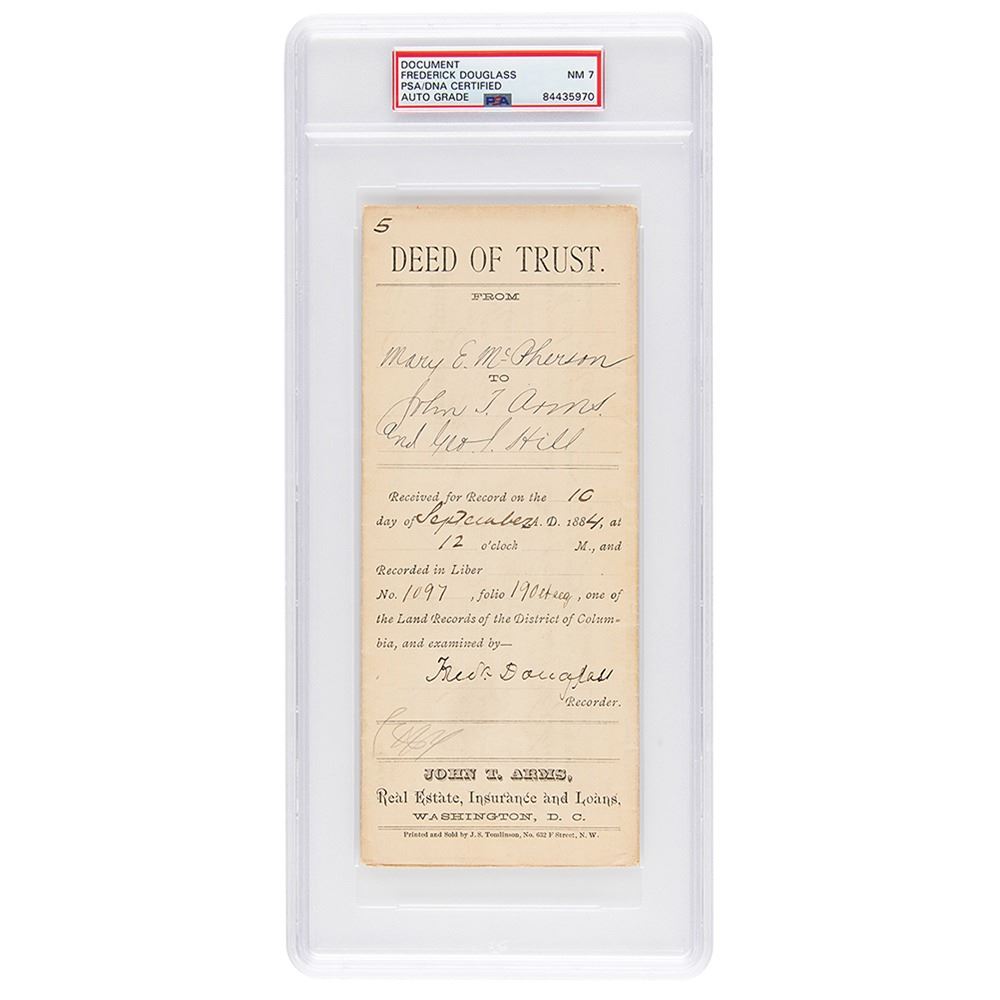 DOCUMENT
FREDERICK DOUGLASS NM 7
PSA/DNA CERTIFIED
AUTO GRADE PSA 84435970
5
DEED OF TRUST.
FROM
Mary E. McPherson
TO
John T. Arms.
and Geo. J. Hill
Received for Record on the 10
day of September A. D. 1884, at
12 o'clock M., and
Recorded in Liber
No. 1097, folio 190 et seq, one of
the Land Records of the District of Colum-
bia, and examined by—
Fredk Douglass
Recorder.
JOHN T. ARMS,
Real Estate, Insurance and Loans,
WASHINGTON, D. C.
Printed and Sold by J. S. Tomlinson, No. 632 F Street, N. W.